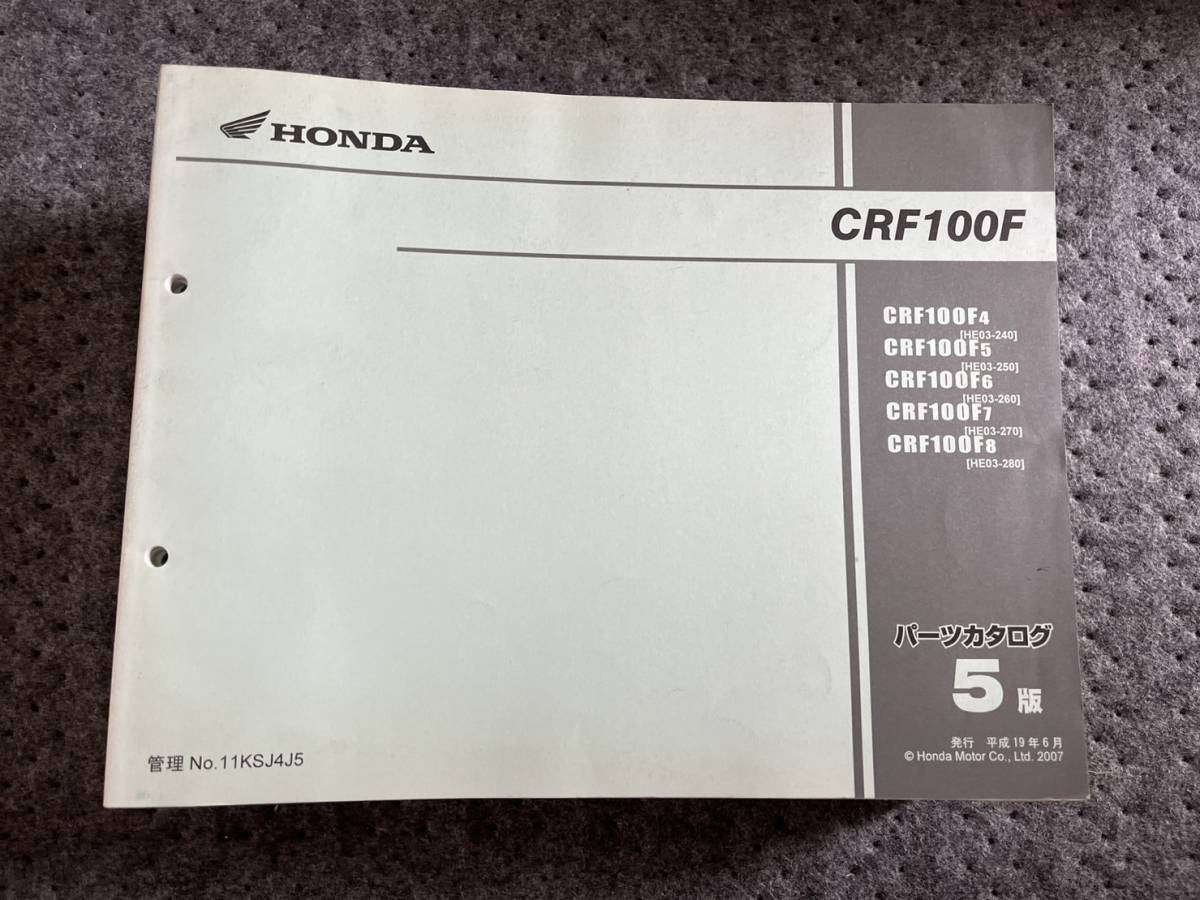 HONDA
CRF100F
CRF100F4
[HE03-240]
CRF100F5
[HE03-250]
CRF100F6
[HE03-260]
CRF100F7
[HE03-270]
CRF100F8
[HE03-280]
パーツカタログ
5版
発行 平成19年6月
© Honda Motor Co., Ltd. 2007
管理 No.11KSJ4J5